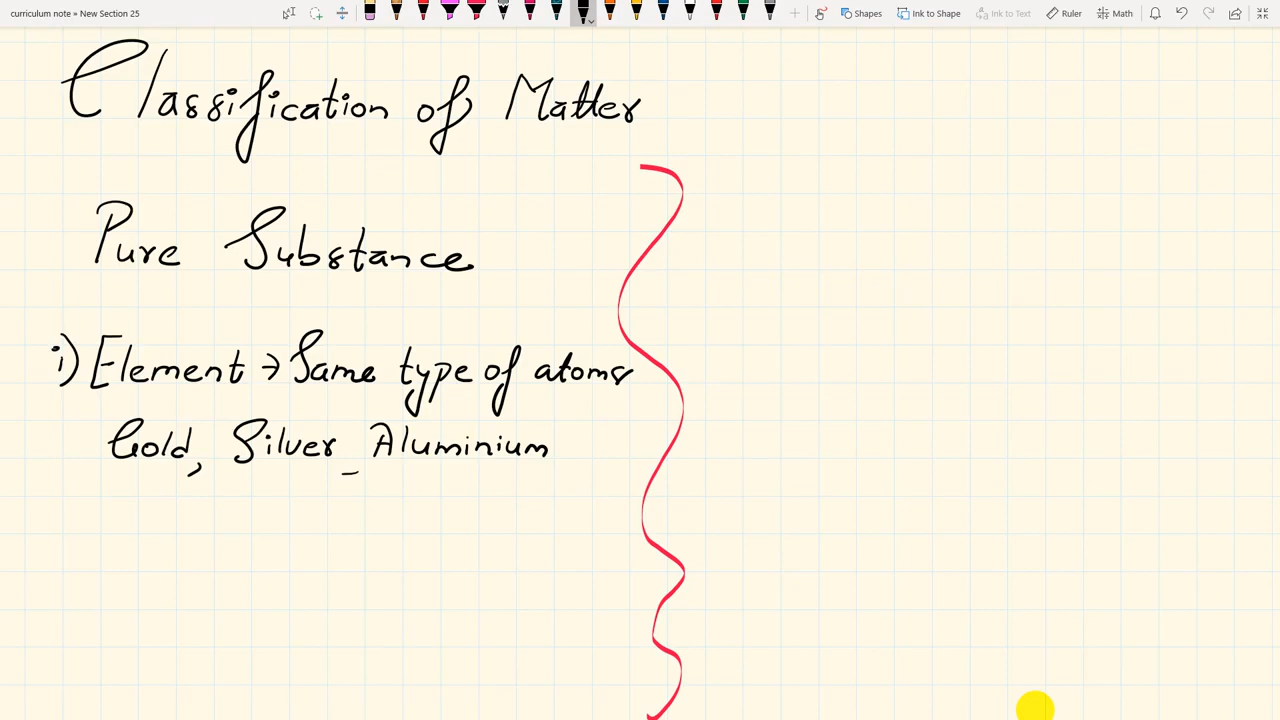 curriculum note » New Section 25
Shapes Ink to Shape Ink to Text Ruler Math
Classification of Matter
Pure Substance
i) Element → Same type of atoms
Gold, Silver _ Aluminium